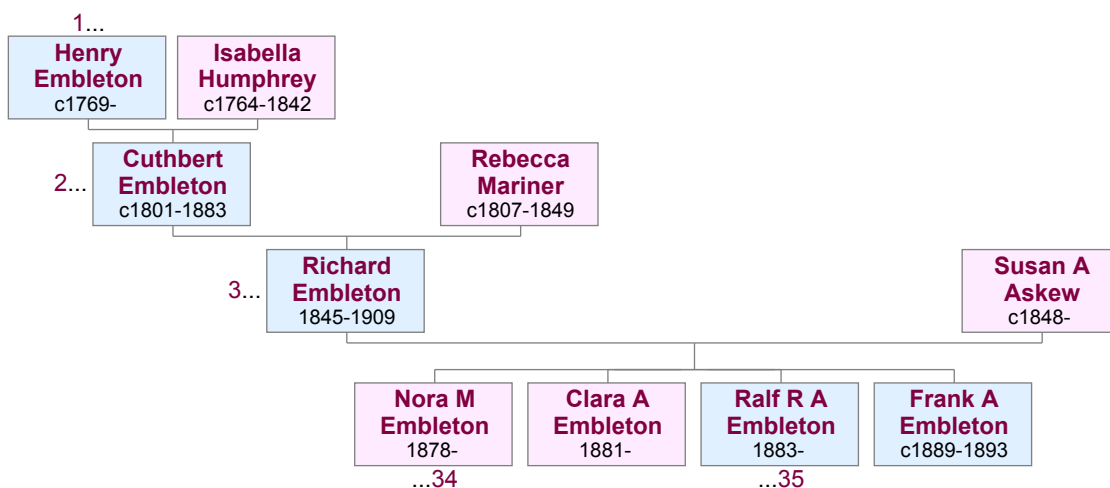 1...
Henry
Embleton
c1769-
Isabella
Humphrey
c1764-1842
2...
Cuthbert
Embleton
c1801-1883
Rebecca
Mariner
c1807-1849
3...
Richard
Embleton
1845-1909
Susan A
Askew
c1848-
Nora M
Embleton
1878-
...34
Clara A
Embleton
1881-
Ralf R A
Embleton
1883-
...35
Frank A
Embleton
c1889-1893